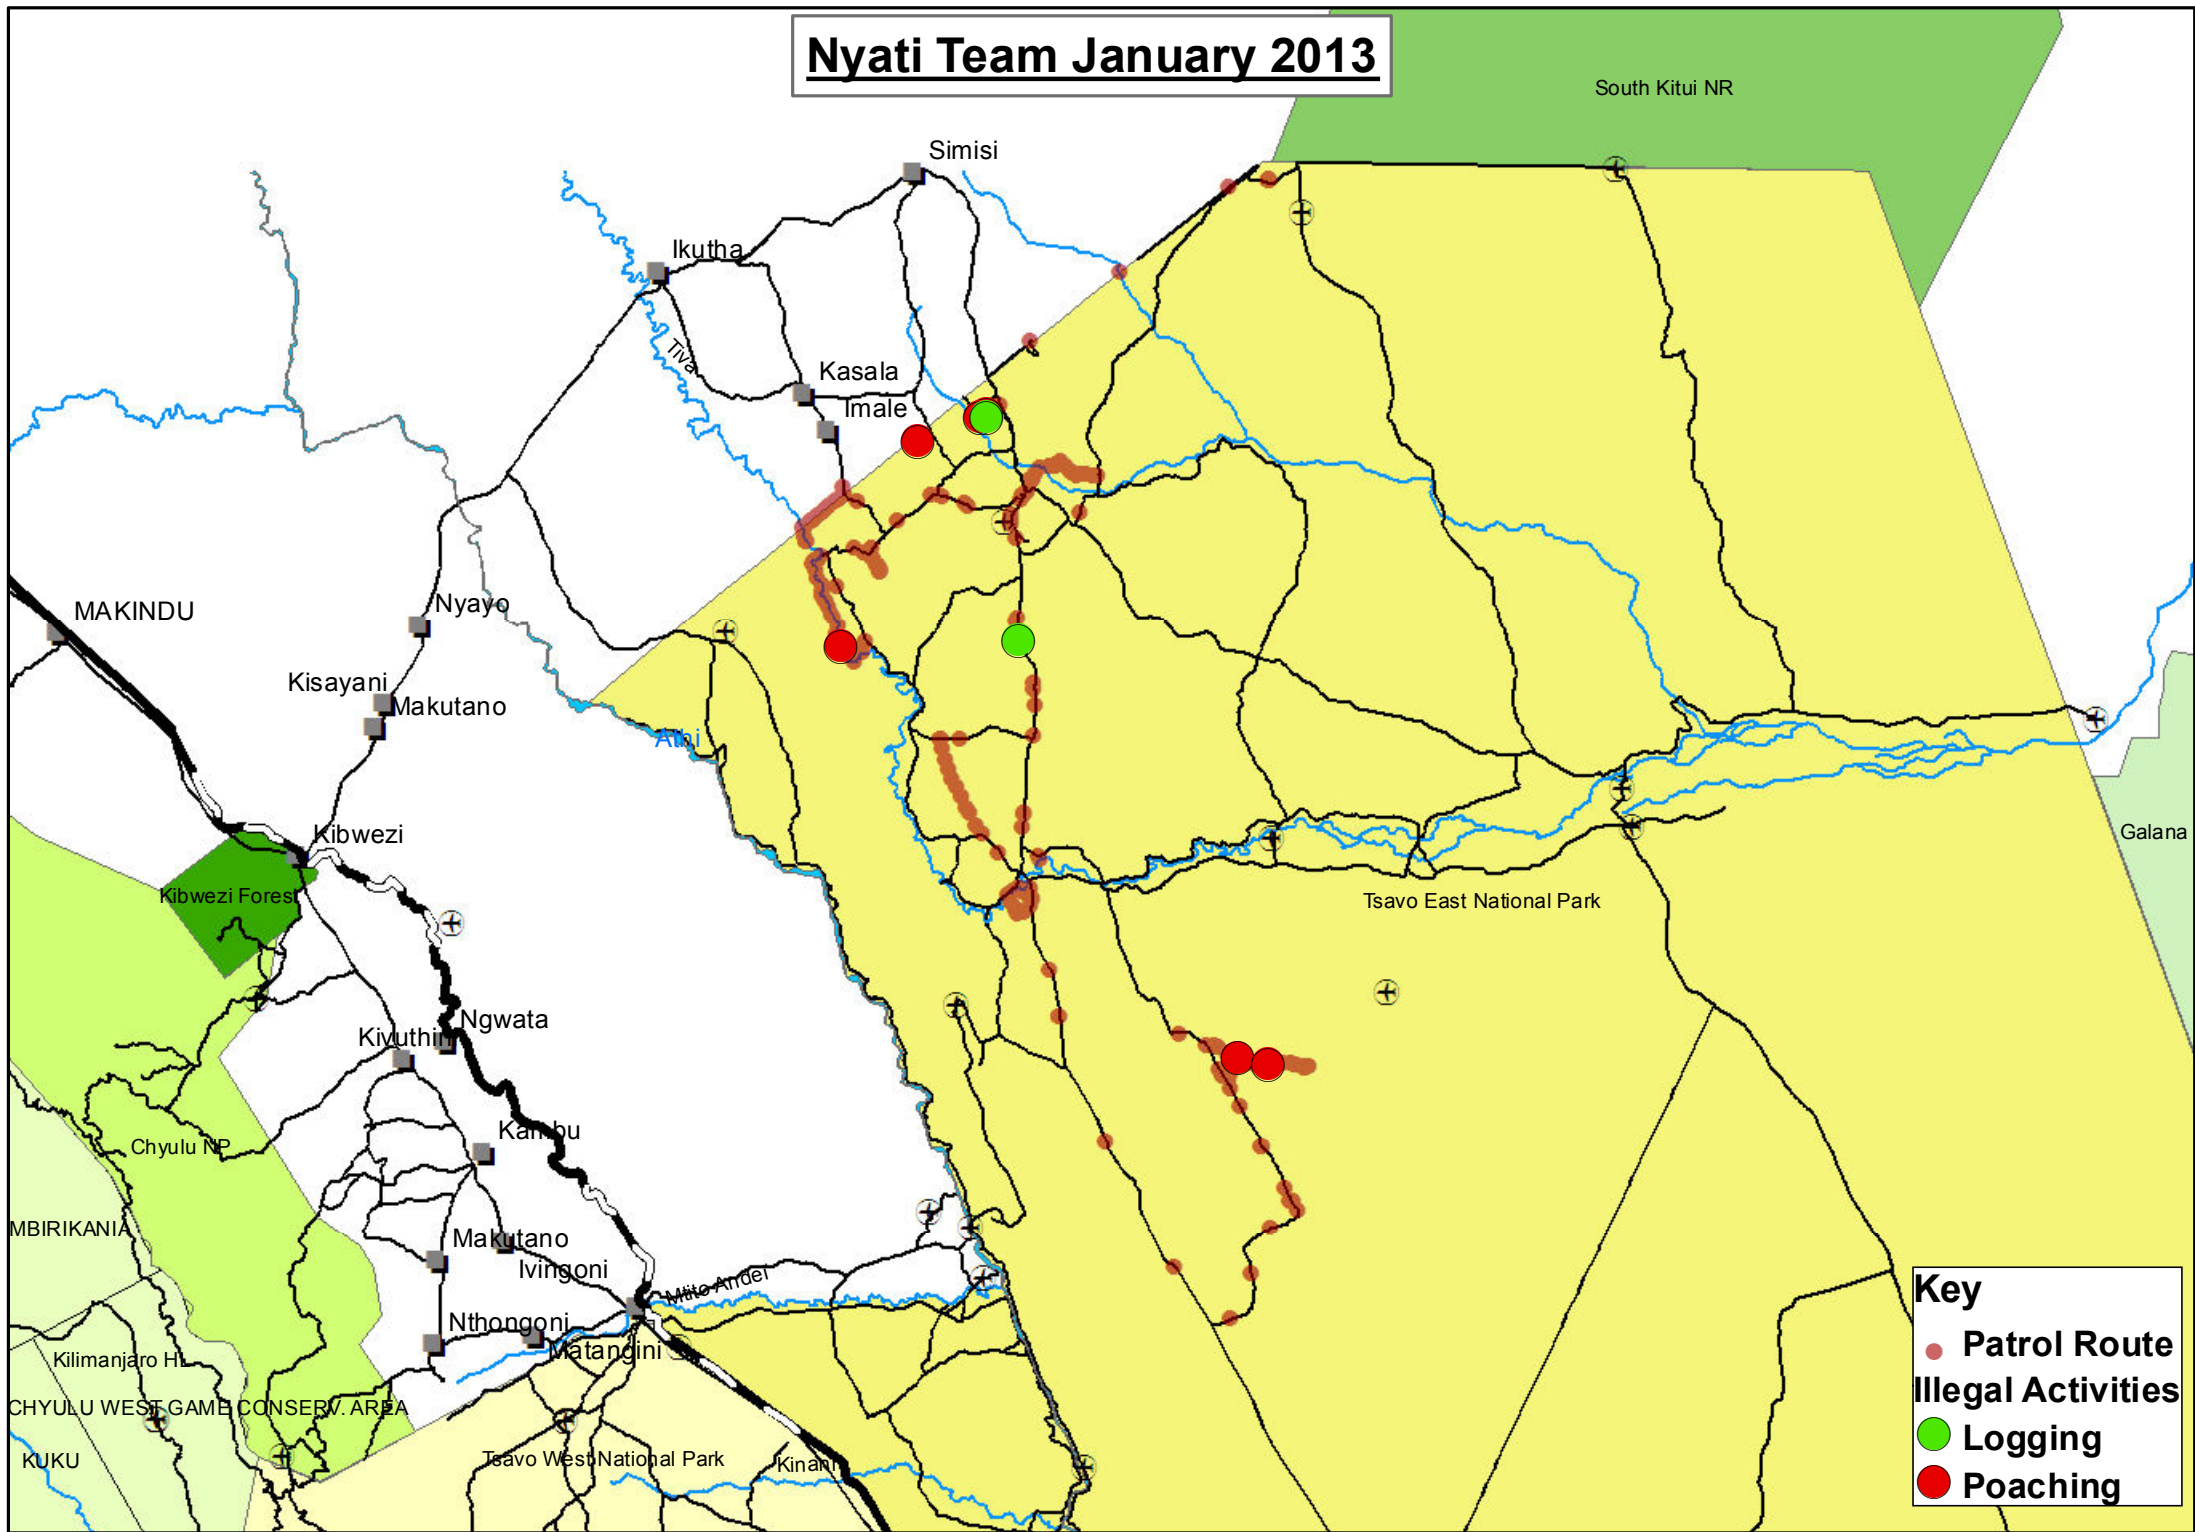 Nyati Team January 2013
South Kitui NR
Simisi
Ikutha
Tiva
Kasala
Imale
MAKINDU
Nyayo
Kisayani
Makutano
Athi
Kibwezi
Galana
Kibwezi Forest
Tsavo East National Park
Ngwata
Kivuthin
Kambu
Chyulu NP
MBIRIKANIA
Makutano
Ivingoni
Mtito Andei
Nthongoni
Matangini
Kilimanjaro HL
CHYULU WEST GAME CONSERV. AREA
KUKU
Tsavo West National Park
Kinani
Key
Patrol Route
Illegal Activities
Logging
Poaching